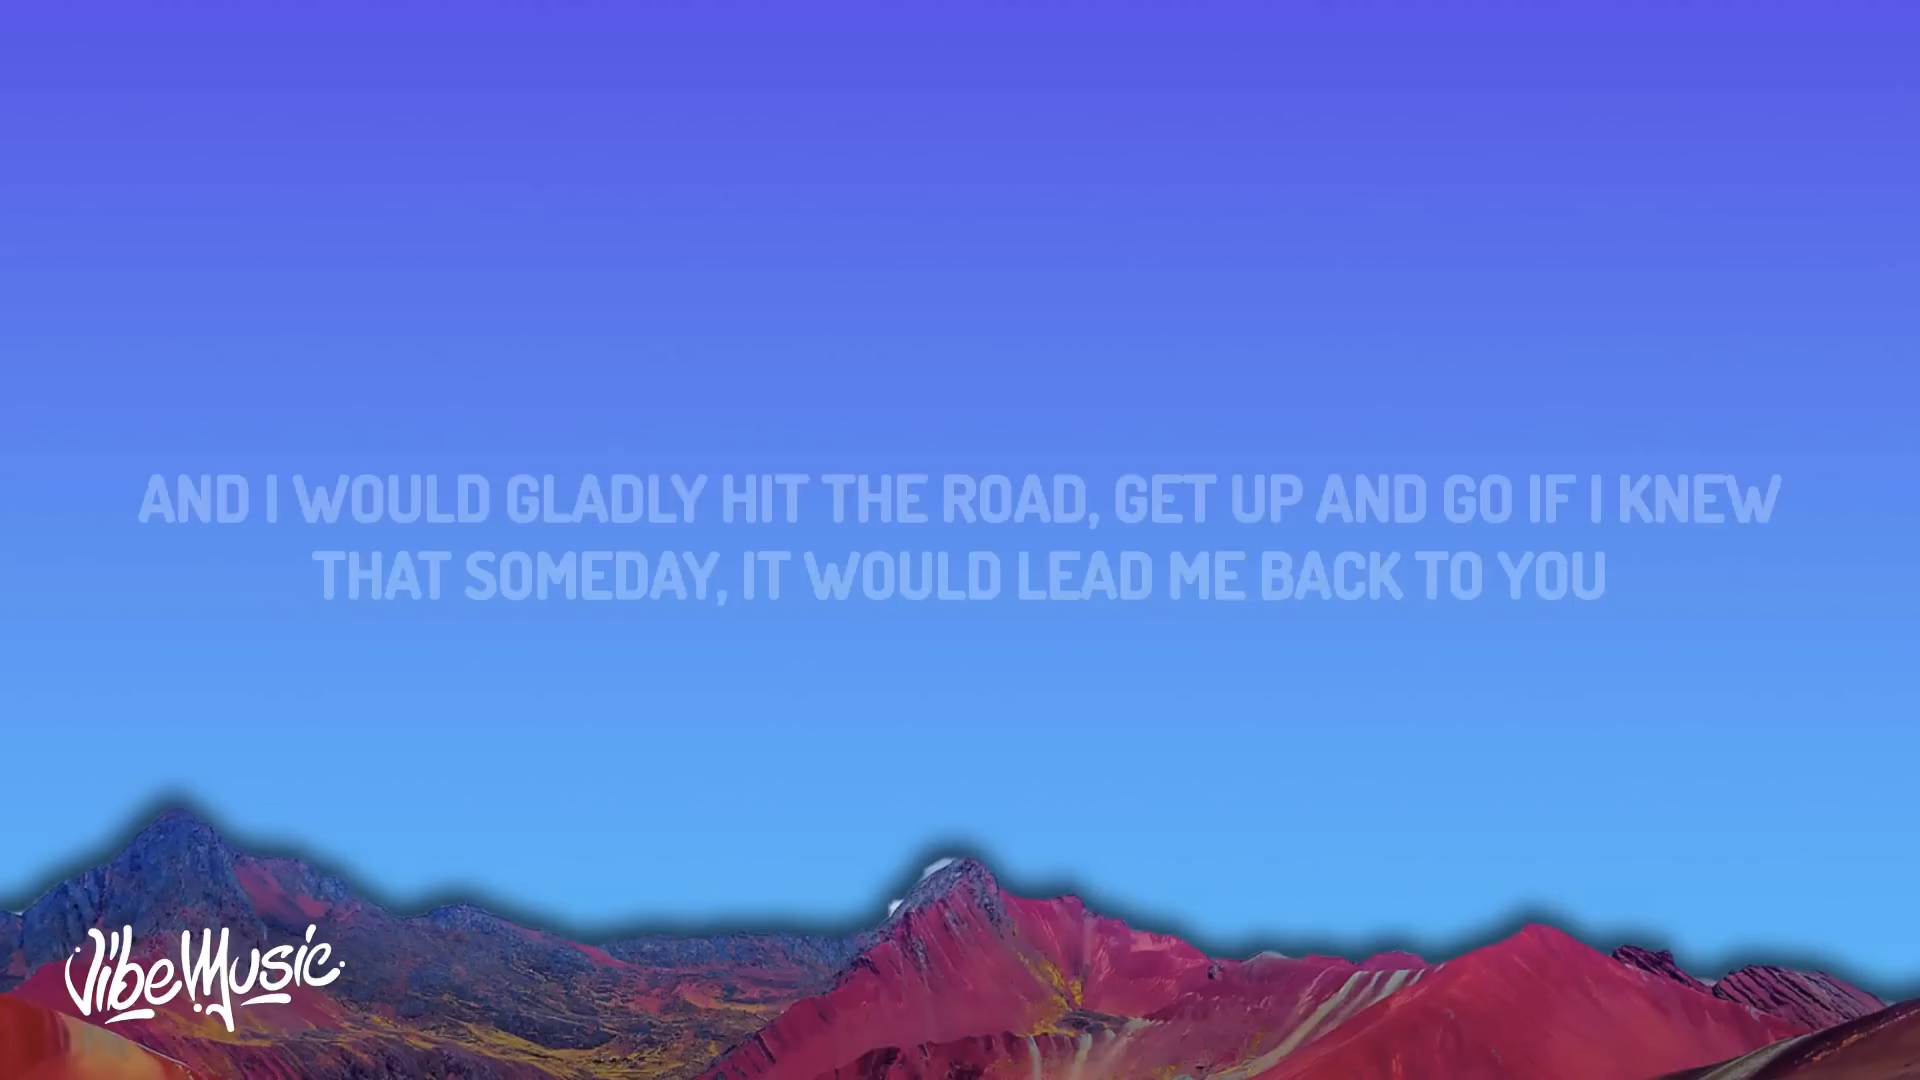 AND I WOULD GLADLY HIT THE ROAD, GET UP AND GO IF I KNEW
THAT SOMEDAY, IT WOULD LEAD ME BACK TO YOU
VibeMusic